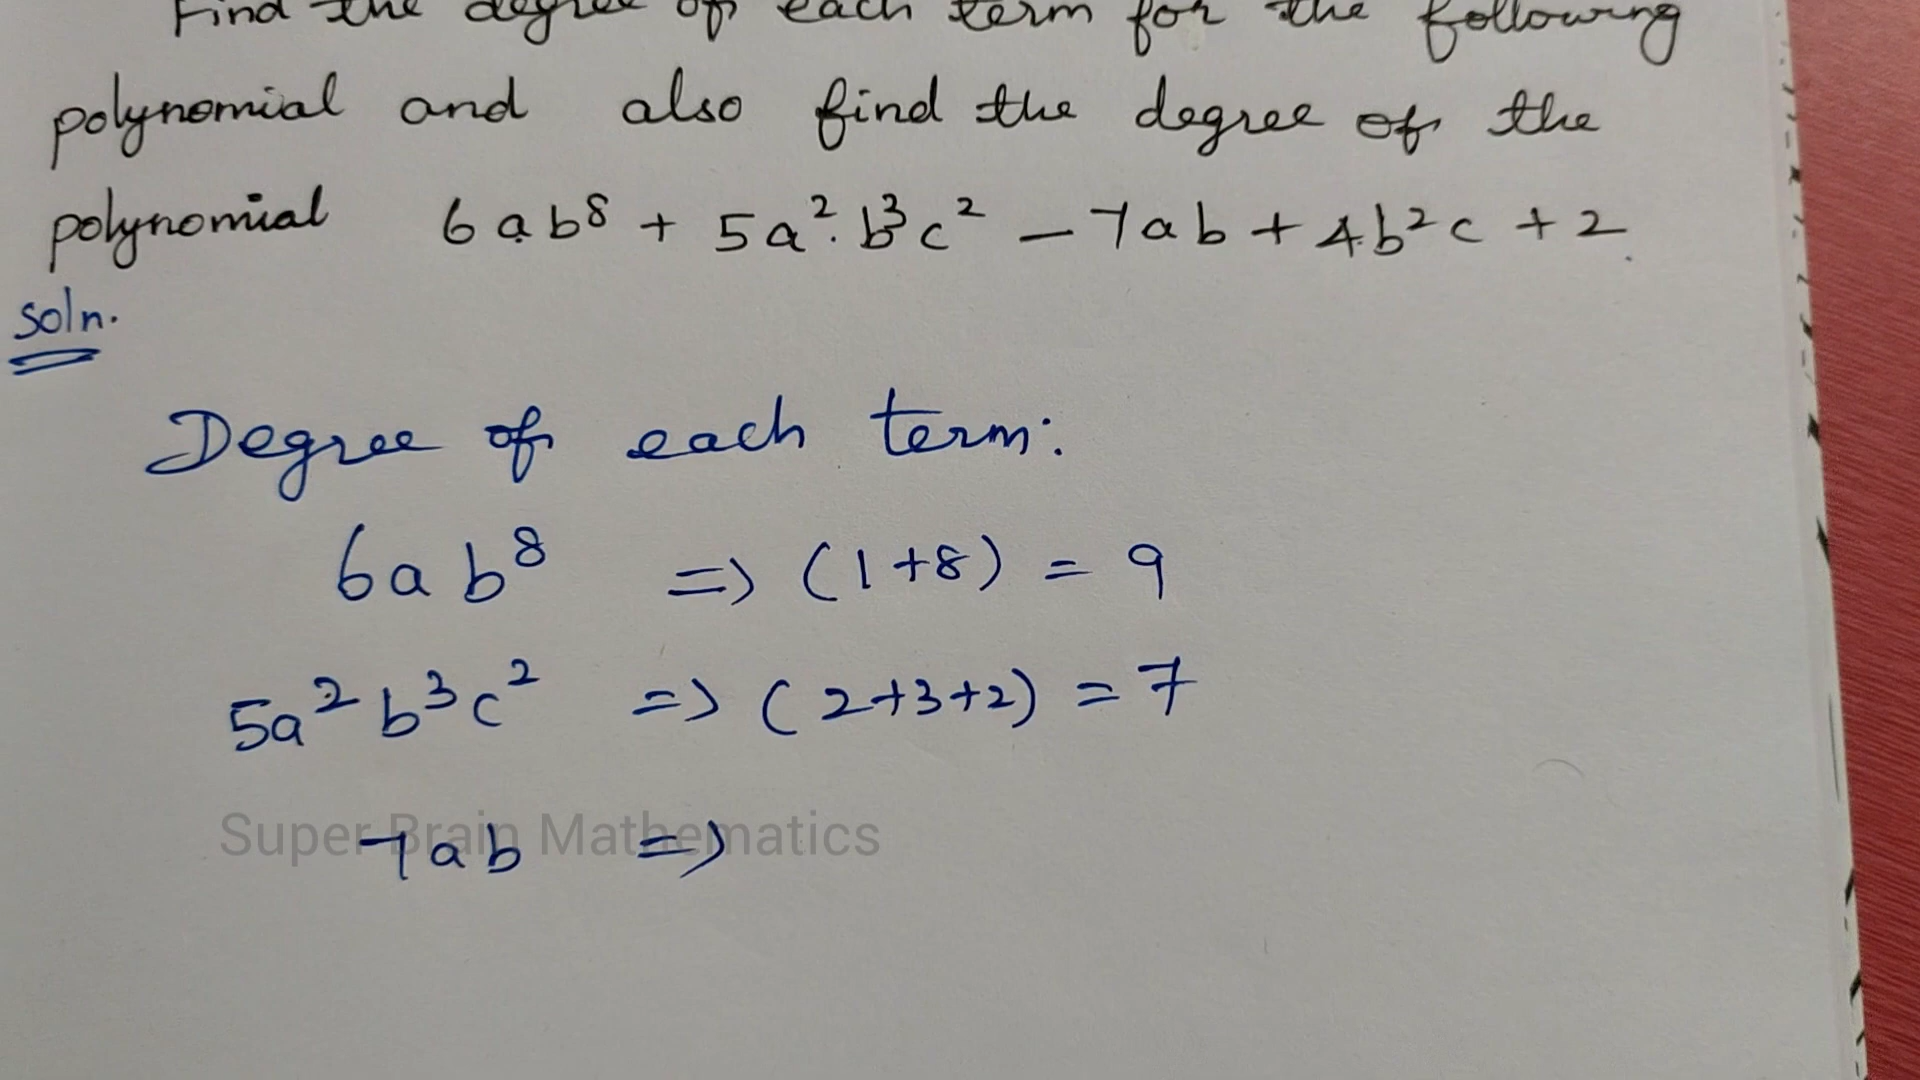 Find the degree of each term for the following
polynomial and also find the degree of the
polynomial 6ab⁸ + 5a².b³c² - 7ab + 4b²c + 2.
Soln.
Degree of each term:
6ab⁸ => (1+8) = 9
5a²b³c² => (2+3+2) = 7
7ab =>
Super Brain Mathematics